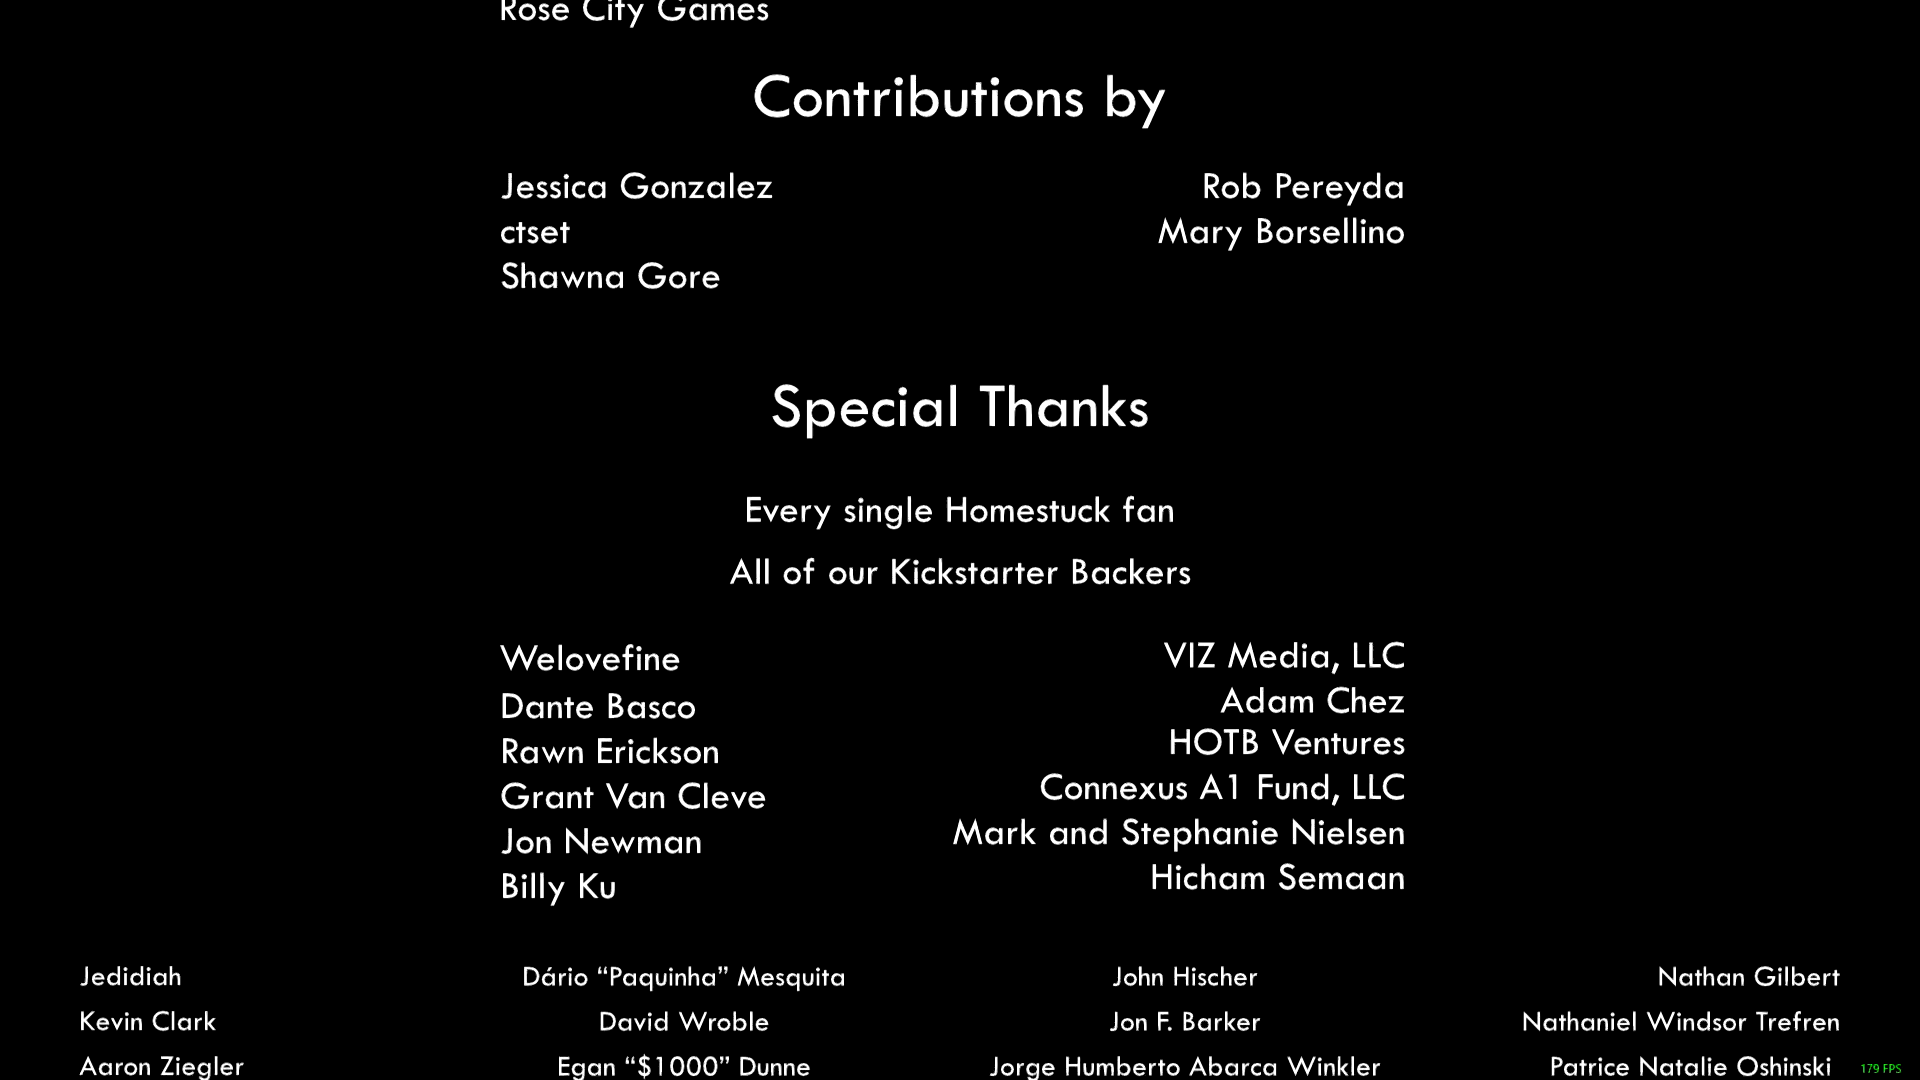 Rose City Games
Contributions by
Jessica Gonzalez
ctset
Shawna Gore
Rob Pereyda
Mary Borsellino
Special Thanks
Every single Homestuck fan
All of our Kickstarter Backers
Welovefine
Dante Basco
Rawn Erickson
Grant Van Cleve
Jon Newman
Billy Ku
VIZ Media, LLC
Adam Chez
HOTB Ventures
Connexus A1 Fund, LLC
Mark and Stephanie Nielsen
Hicham Semaan
Jedidiah
Kevin Clark
Aaron Ziegler
Dário “Paquinha” Mesquita
David Wroble
Egan “$1000” Dunne
John Hischer
Jon F. Barker
Jorge Humberto Abarca Winkler
Nathan Gilbert
Nathaniel Windsor Trefren
Patrice Natalie Oshinski
179 FPS